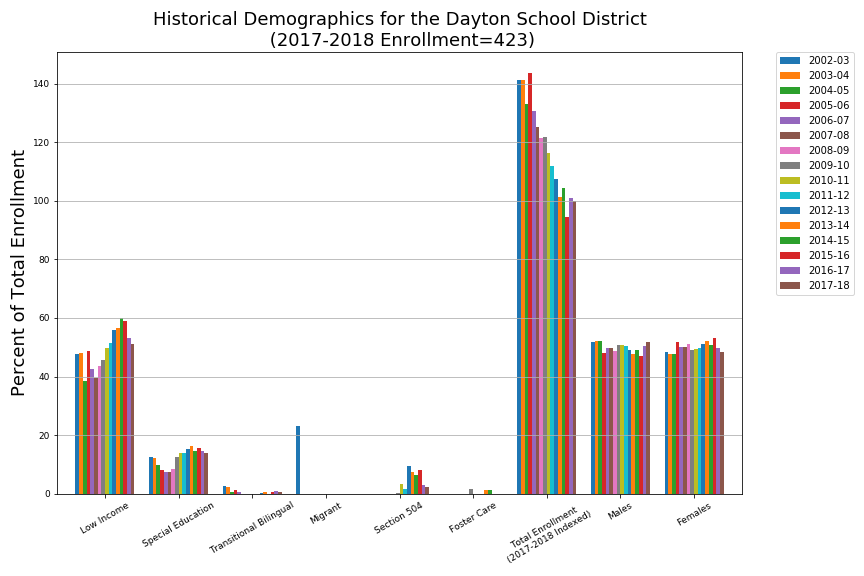 Historical Demographics for the Dayton School District
(2017-2018 Enrollment=423)
Percent of Total Enrollment
140
120
100
80
60
40
20
0
Low Income
Special Education
Transitional Bilingual
Migrant
Section 504
Foster Care
Total Enrollment
(2017-2018 Indexed)
Males
Females
2002-03
2003-04
2004-05
2005-06
2006-07
2007-08
2008-09
2009-10
2010-11
2011-12
2012-13
2013-14
2014-15
2015-16
2016-17
2017-18